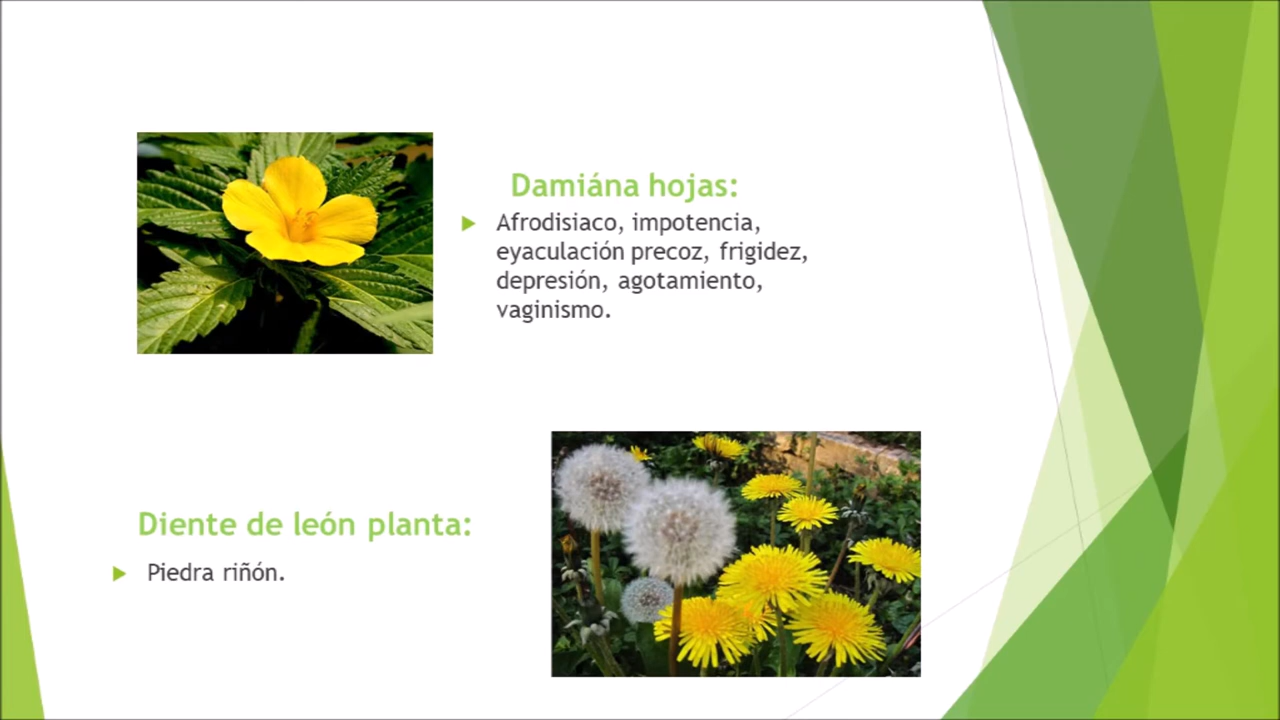 Damiána hojas:
Afrodisiaco, impotencia,
eyaculación precoz, frigidez,
depresión, agotamiento,
vaginismo.
Diente de león planta:
Piedra riñón.